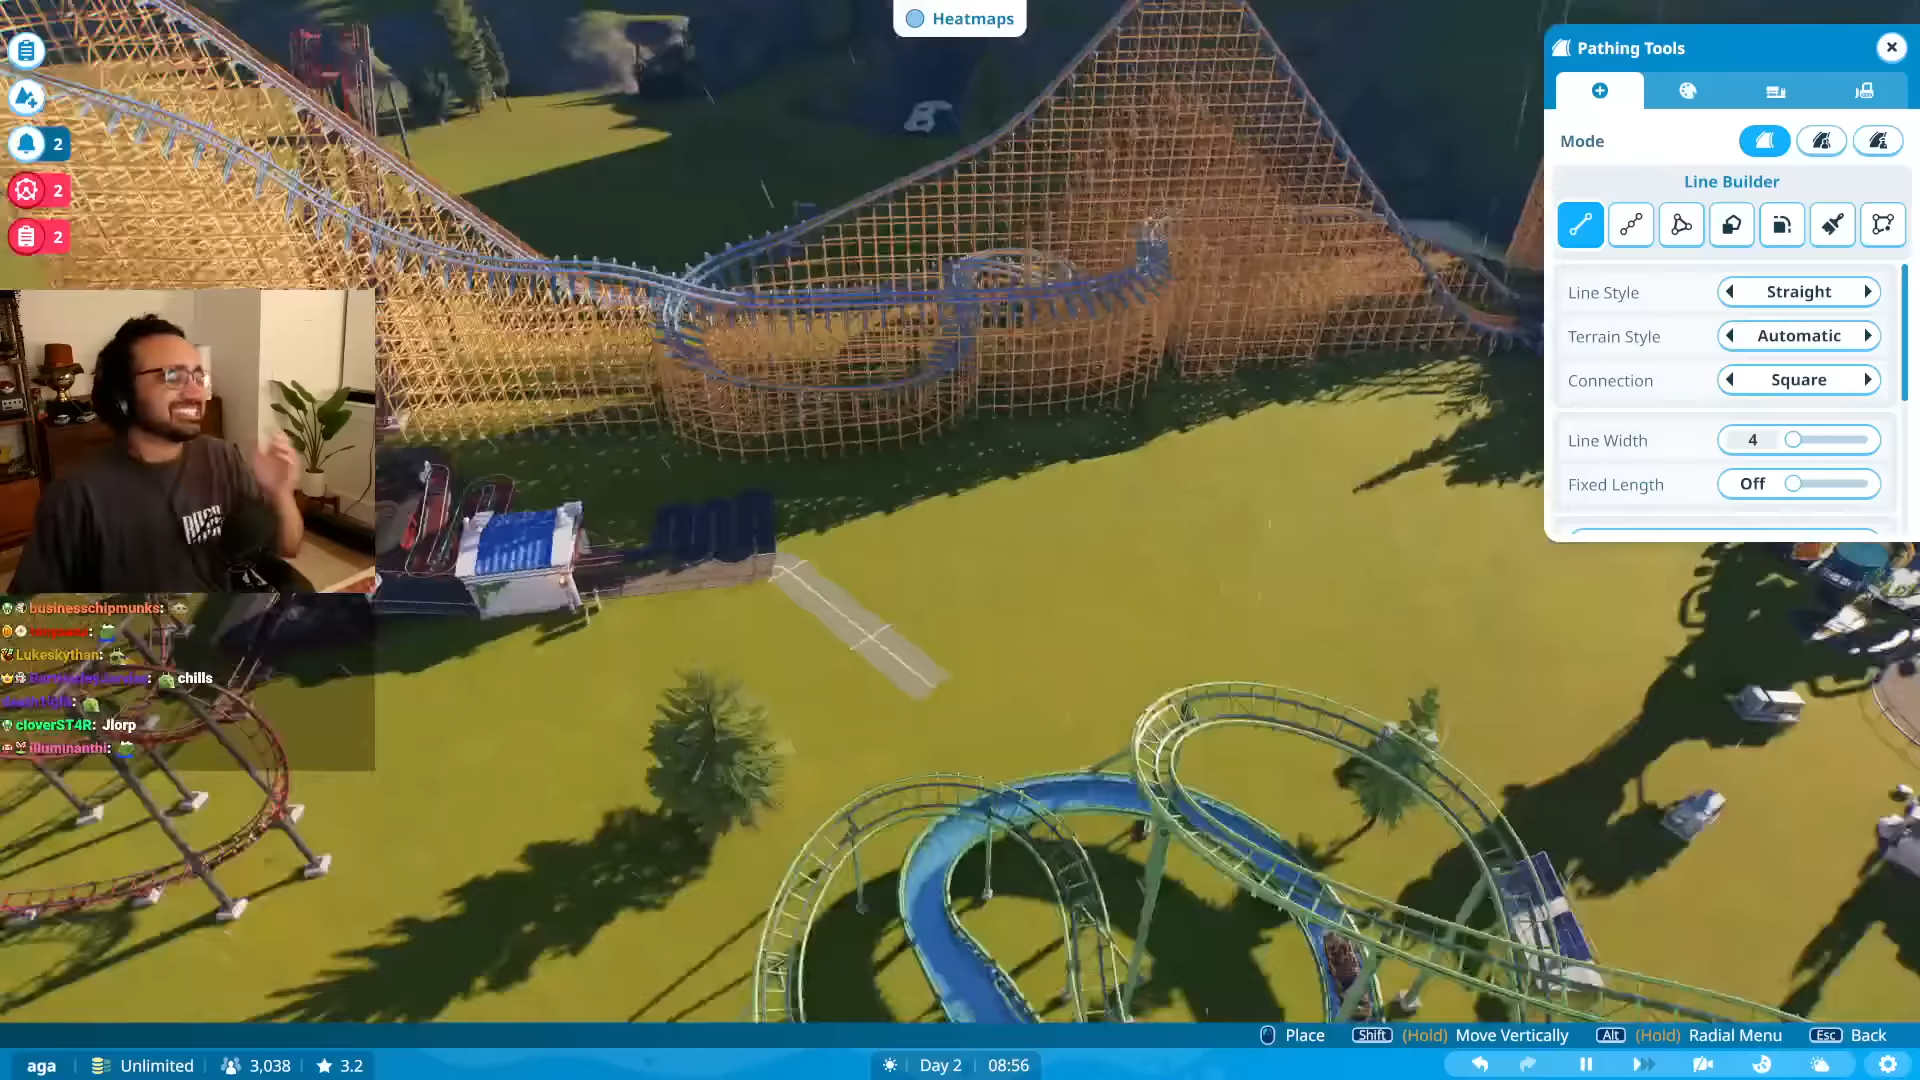 Heatmaps
Pathing Tools
Mode
Line Builder
Line Style
Straight
Terrain Style
Automatic
Connection
Square
Line Width
4
Fixed Length
Off
2
2
2
businesschipmunks:
Lukeskythan:
chills
cloverST4R: Jlorp
illuminanthi:
Place
Shift (Hold) Move Vertically
Alt (Hold) Radial Menu
Esc Back
aga
Unlimited
3,038
3.2
Day 2
08:56